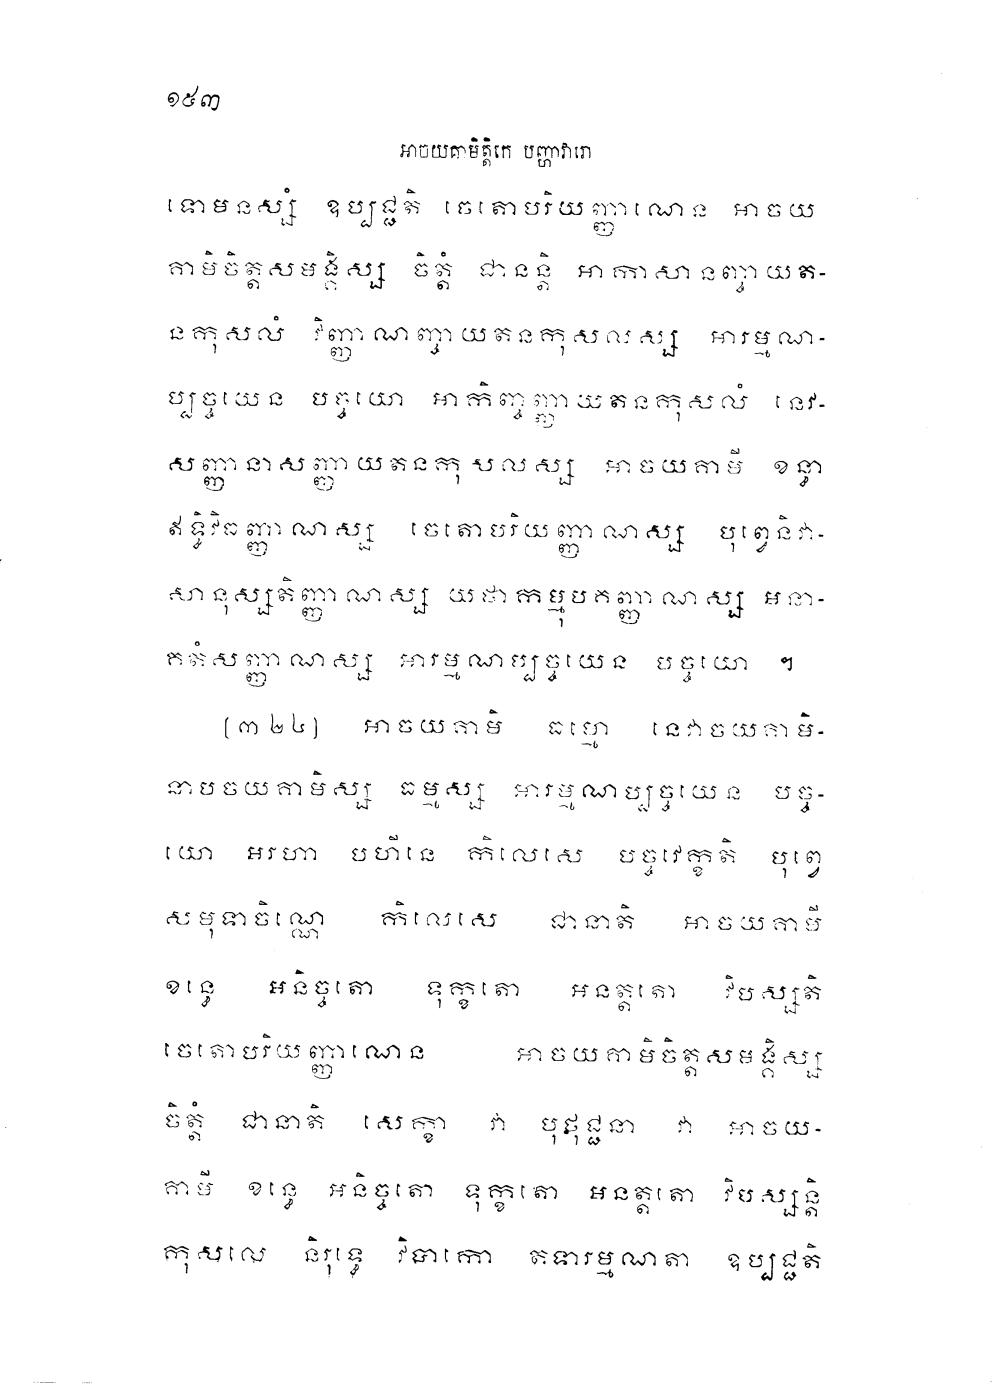 ១៥៣
អាចយគាមិត្តិកេ បញ្ហាវារោ
ទោមនស្សំ ឧប្បជ្ជតិ ចេតោបរិយញ្ញាណេន អាចយ
គាមិចិត្តសមង្គិស្ស ចិត្តំ ជានន្តិ អាកាសានញ្ចាយត-
នកុសលំ វិញ្ញាណញ្ចាយតនកុសលស្ស អារម្មណ-
ប្បច្ចយេន បច្ចយោ អាកិញ្ចញ្ញាយតនកុសលំ នេវ-
សញ្ញានាសញ្ញាយតនកុសលស្ស អាចយគាមី ខន្ធា
ឥទ្ធិវិធញ្ញាណស្ស ចេតោបរិយញ្ញាណស្ស បុព្វេនិវា-
សានុស្សតិញ្ញាណស្ស យថាកម្មុបគញ្ញាណស្ស អនា-
គតំសញ្ញាណស្ស អារម្មណប្បច្ចយេន បច្ចយោ ។
[៣២៤] អាចយគាមិ ធម្មោ នេវាចយគាមិ-
នាបចយគាមិស្ស ធម្មស្ស អារម្មណប្បច្ចយេន បច្ច-
យោ អរហា បហីនេ កិលេសេ បច្ចវេក្ខតិ បុព្វេ
សមុទាចិណ្ណេ កិលេសេ ជានាតិ អាចយគាមី
ខន្ធេ អនិច្ចតោ ទុក្ខតោ អនត្តតោ វិបស្សតិ
ចេតោបរិយញ្ញាណេន អាចយគាមិចិត្តសមង្គិស្ស
ចិត្តំ ជានាតិ សេក្ខា វា បុថុជ្ជនា វា អាចយ-
គាមី ខន្ធេ អនិច្ចតោ ទុក្ខតោ អនត្តតោ វិបស្សន្តិ
កុសលេ និរុទ្ធេ វិបាកោ តទារម្មណតា ឧប្បជ្ជតិ